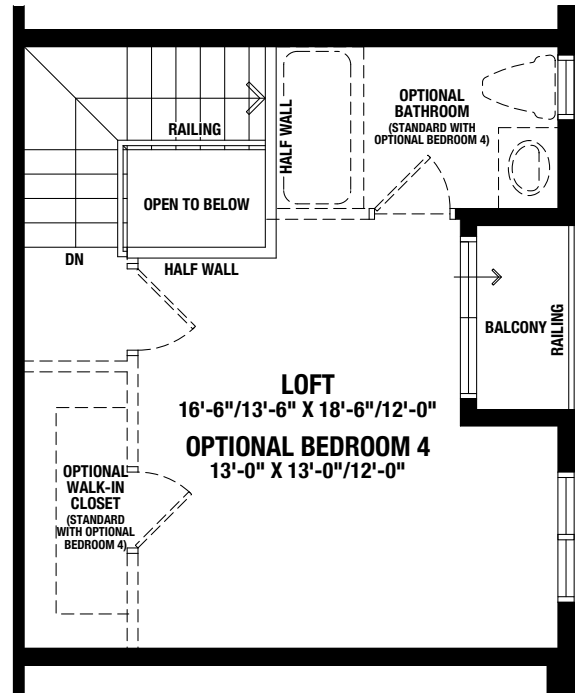 OPTIONAL
BATHROOM
(STANDARD WITH
OPTIONAL BEDROOM 4)
RAILING
HALF WALL
OPEN TO BELOW
DN
HALF WALL
BALCONY
RAILING
LOFT
16'-6"/13'-6" X 18'-6"/12'-0"
OPTIONAL BEDROOM 4
13'-0" X 13'-0"/12'-0"
OPTIONAL
WALK-IN
CLOSET
(STANDARD
WITH OPTIONAL
BEDROOM 4)